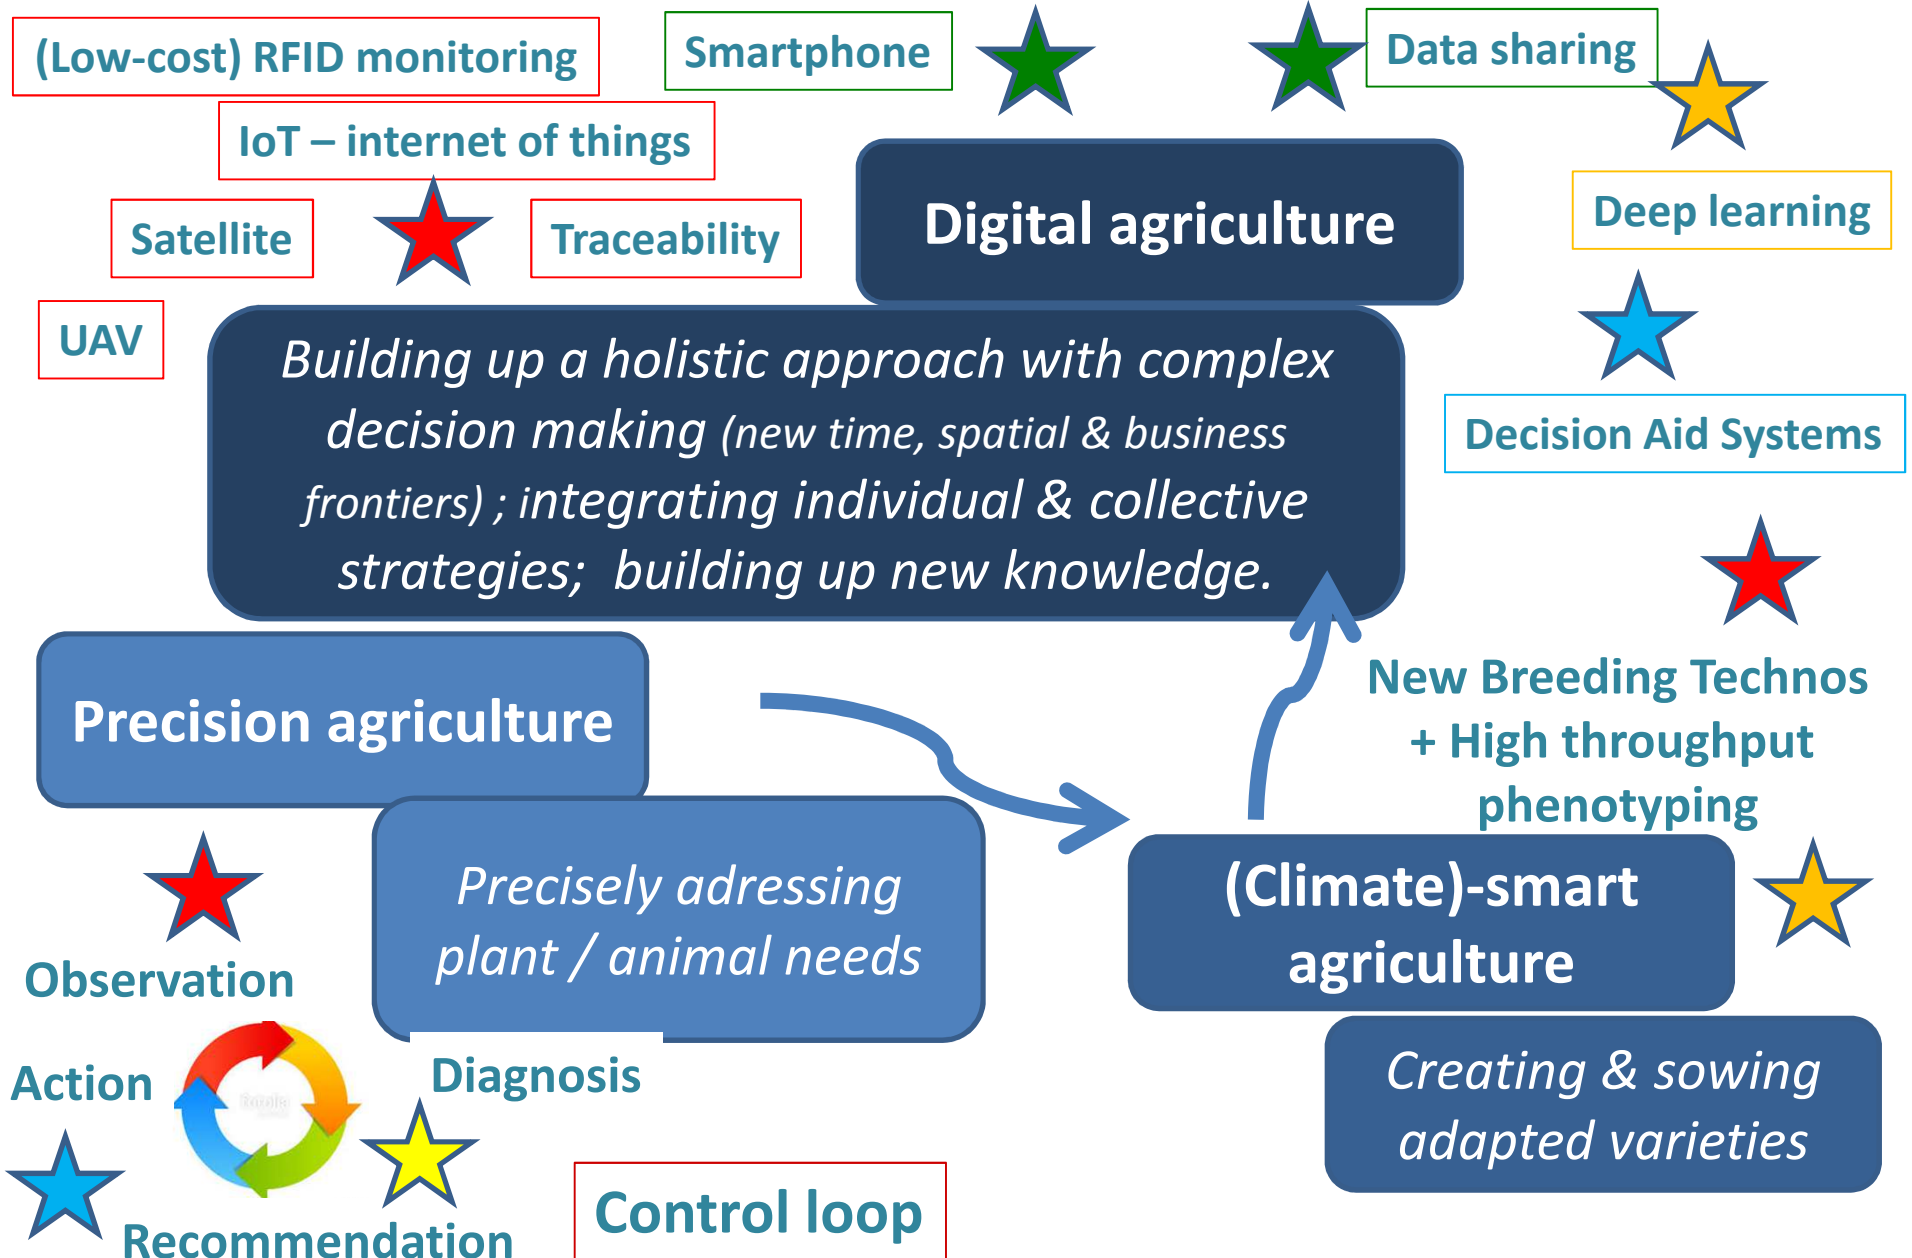 (Low-cost) RFID monitoring
Smartphone
Data sharing
IoT – internet of things
Satellite
Traceability
Digital agriculture
Deep learning
UAV
Building up a holistic approach with complex
decision making (new time, spatial & business
frontiers) ; integrating individual & collective
strategies; building up new knowledge.
Decision Aid Systems
Precision agriculture
New Breeding Technos
+ High throughput
phenotyping
Precisely adressing
plant / animal needs
(Climate)-smart
agriculture
Observation
Action
Diagnosis
Creating & sowing
adapted varieties
Recommendation
Control loop